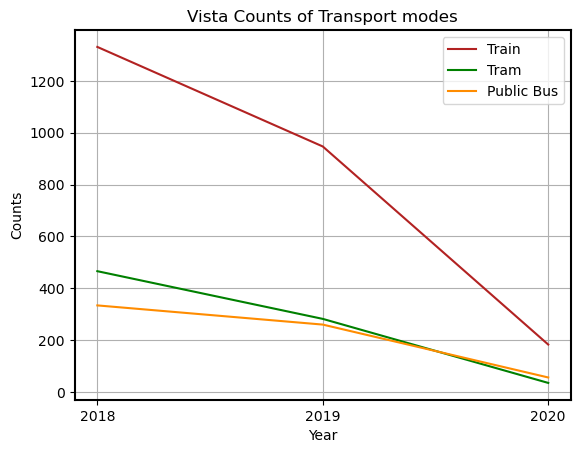 Vista Counts of Transport modes
Train
Tram
Public Bus
1200
1000
800
600
400
200
0
Counts
2018
2019
2020
Year